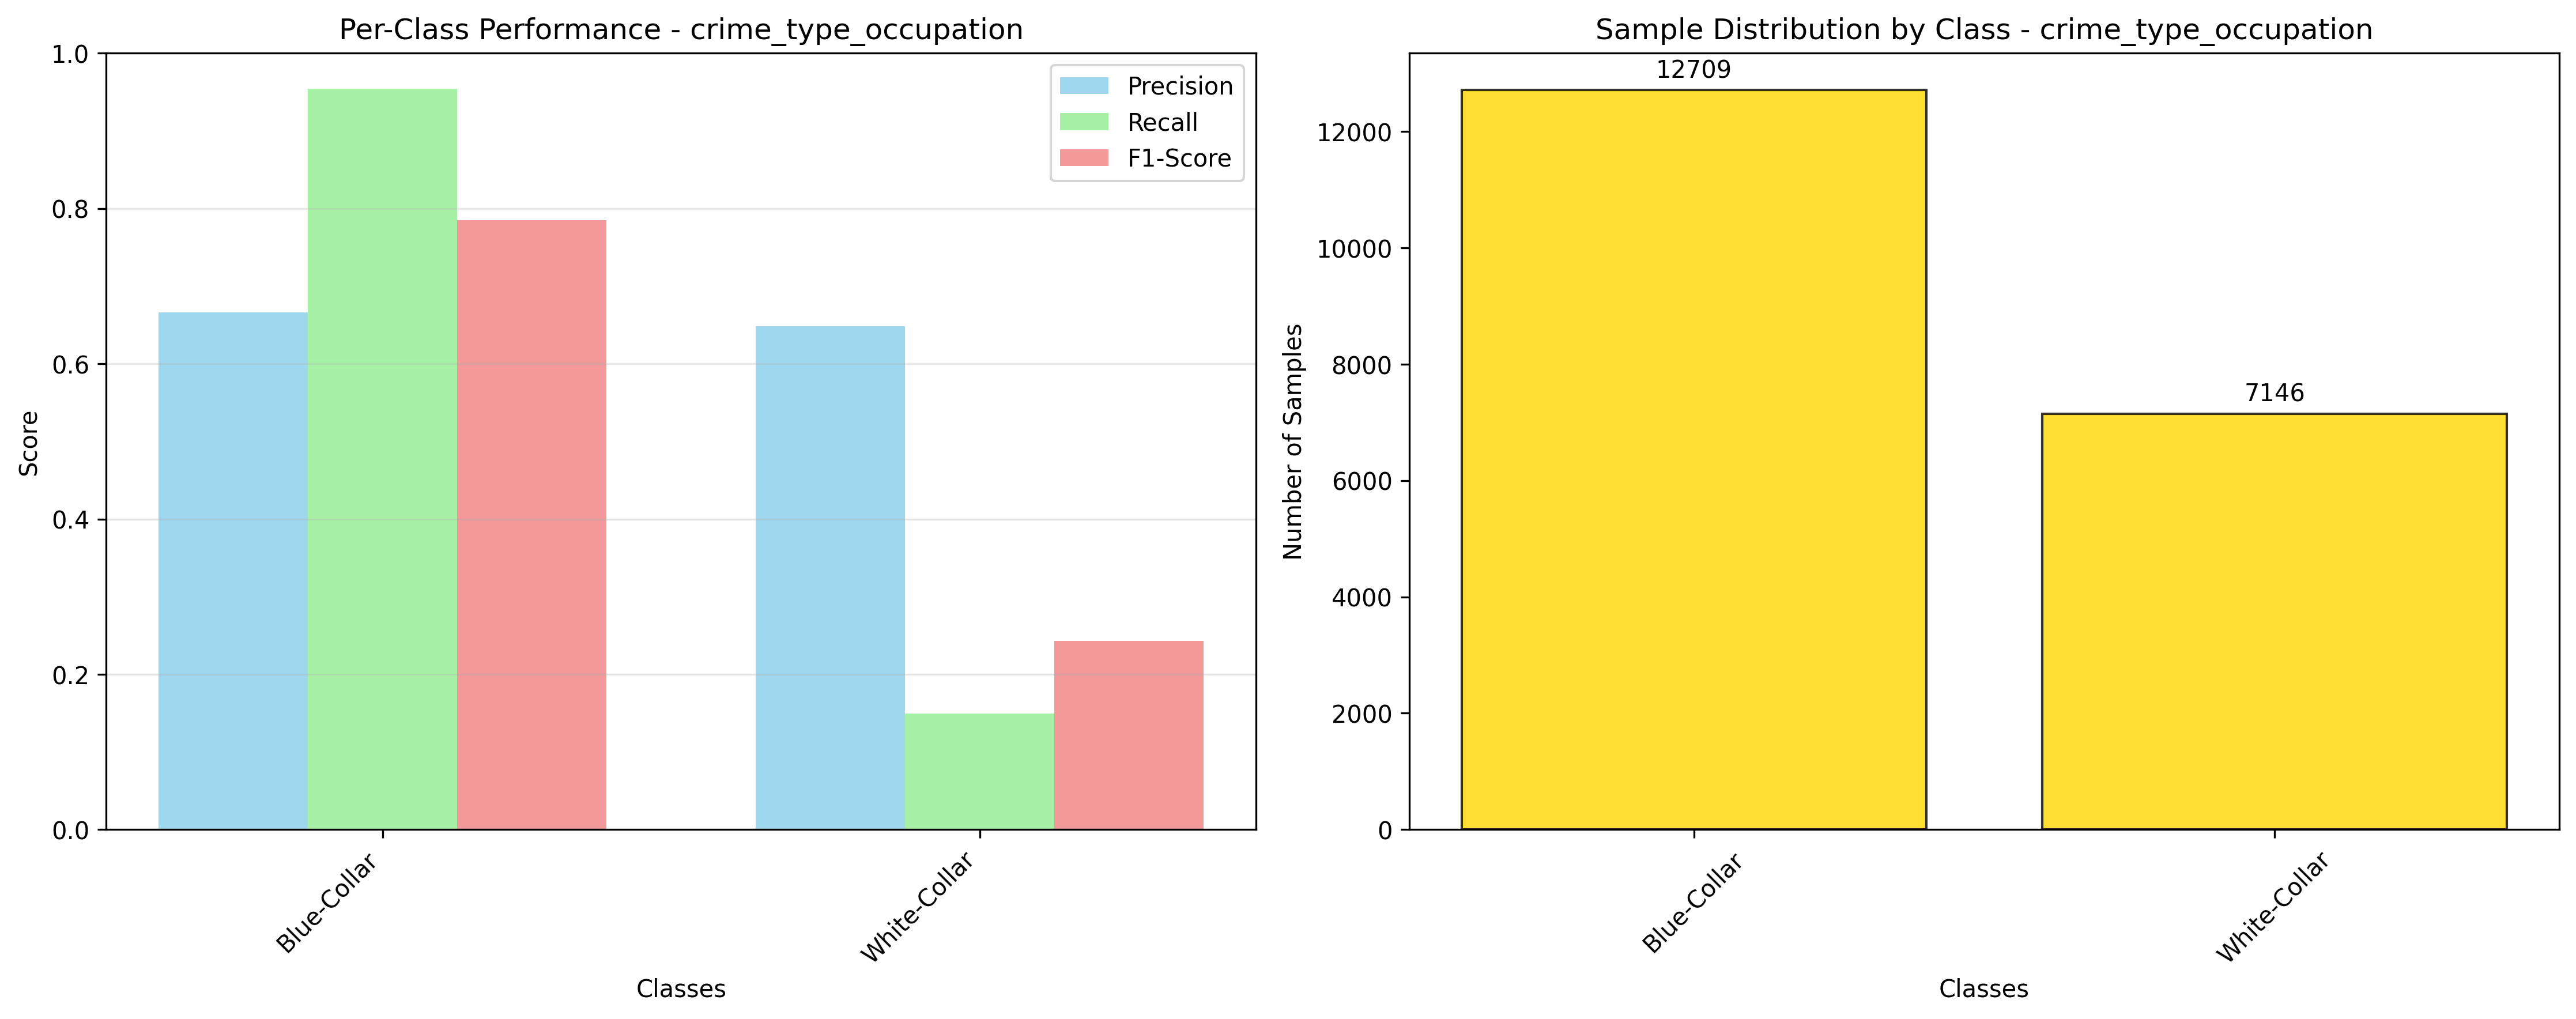 Per-Class Performance - crime_type_occupation
1.0
0.8
0.6
0.4
0.2
0.0
Score
Precision
Recall
F1-Score
Blue-Collar
White-Collar
Classes
Sample Distribution by Class - crime_type_occupation
12000
10000
8000
6000
4000
2000
0
Number of Samples
12709
7146
Blue-Collar
White-Collar
Classes